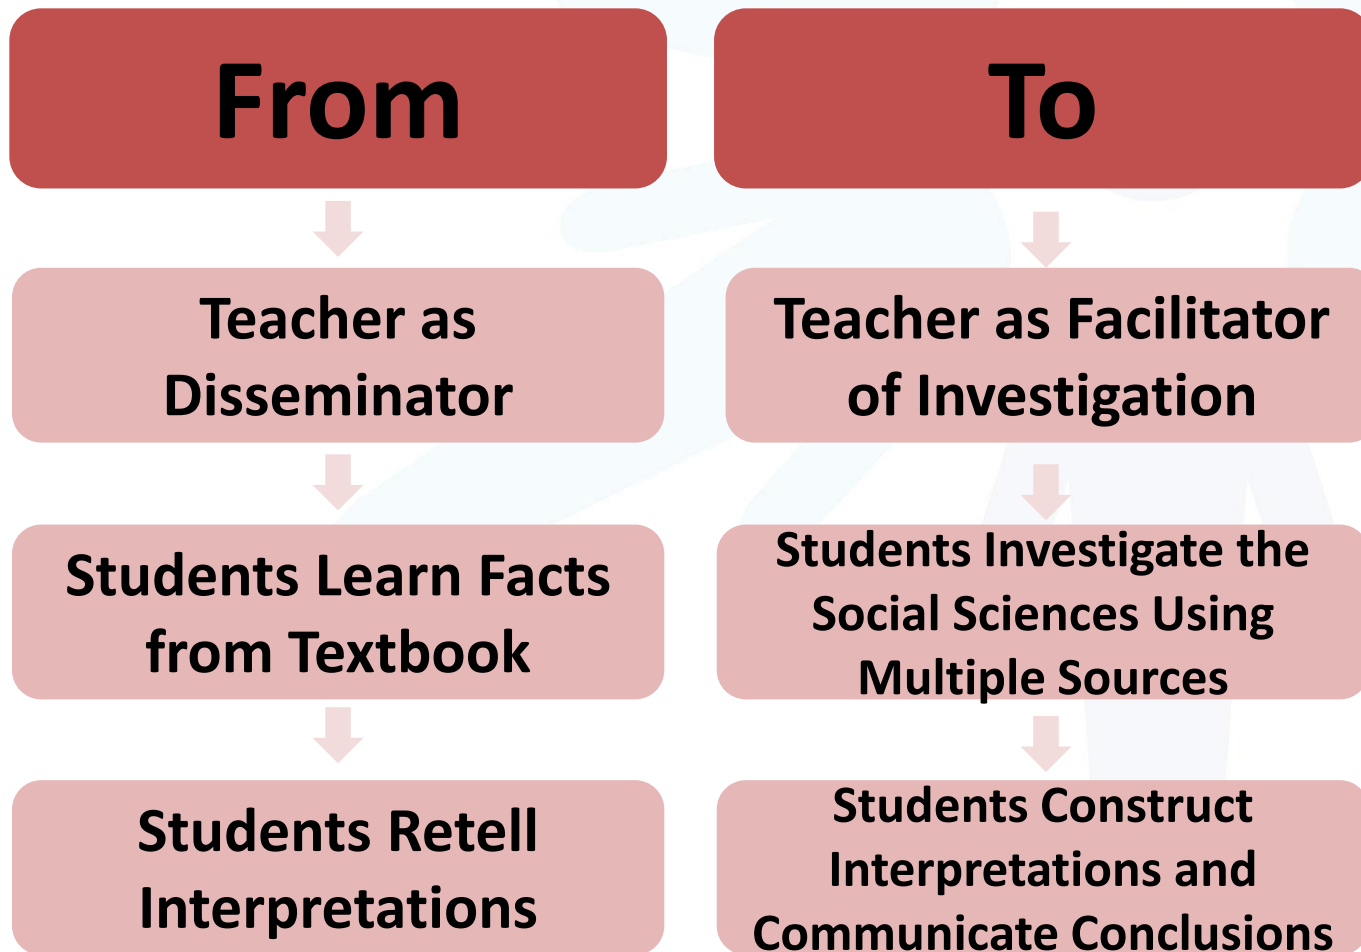 From
Teacher as
Disseminator
Students Learn Facts
from Textbook
Students Retell
Interpretations
To
Teacher as Facilitator
of Investigation
Students Investigate the
Social Sciences Using
Multiple Sources
Students Construct
Interpretations and
Communicate Conclusions